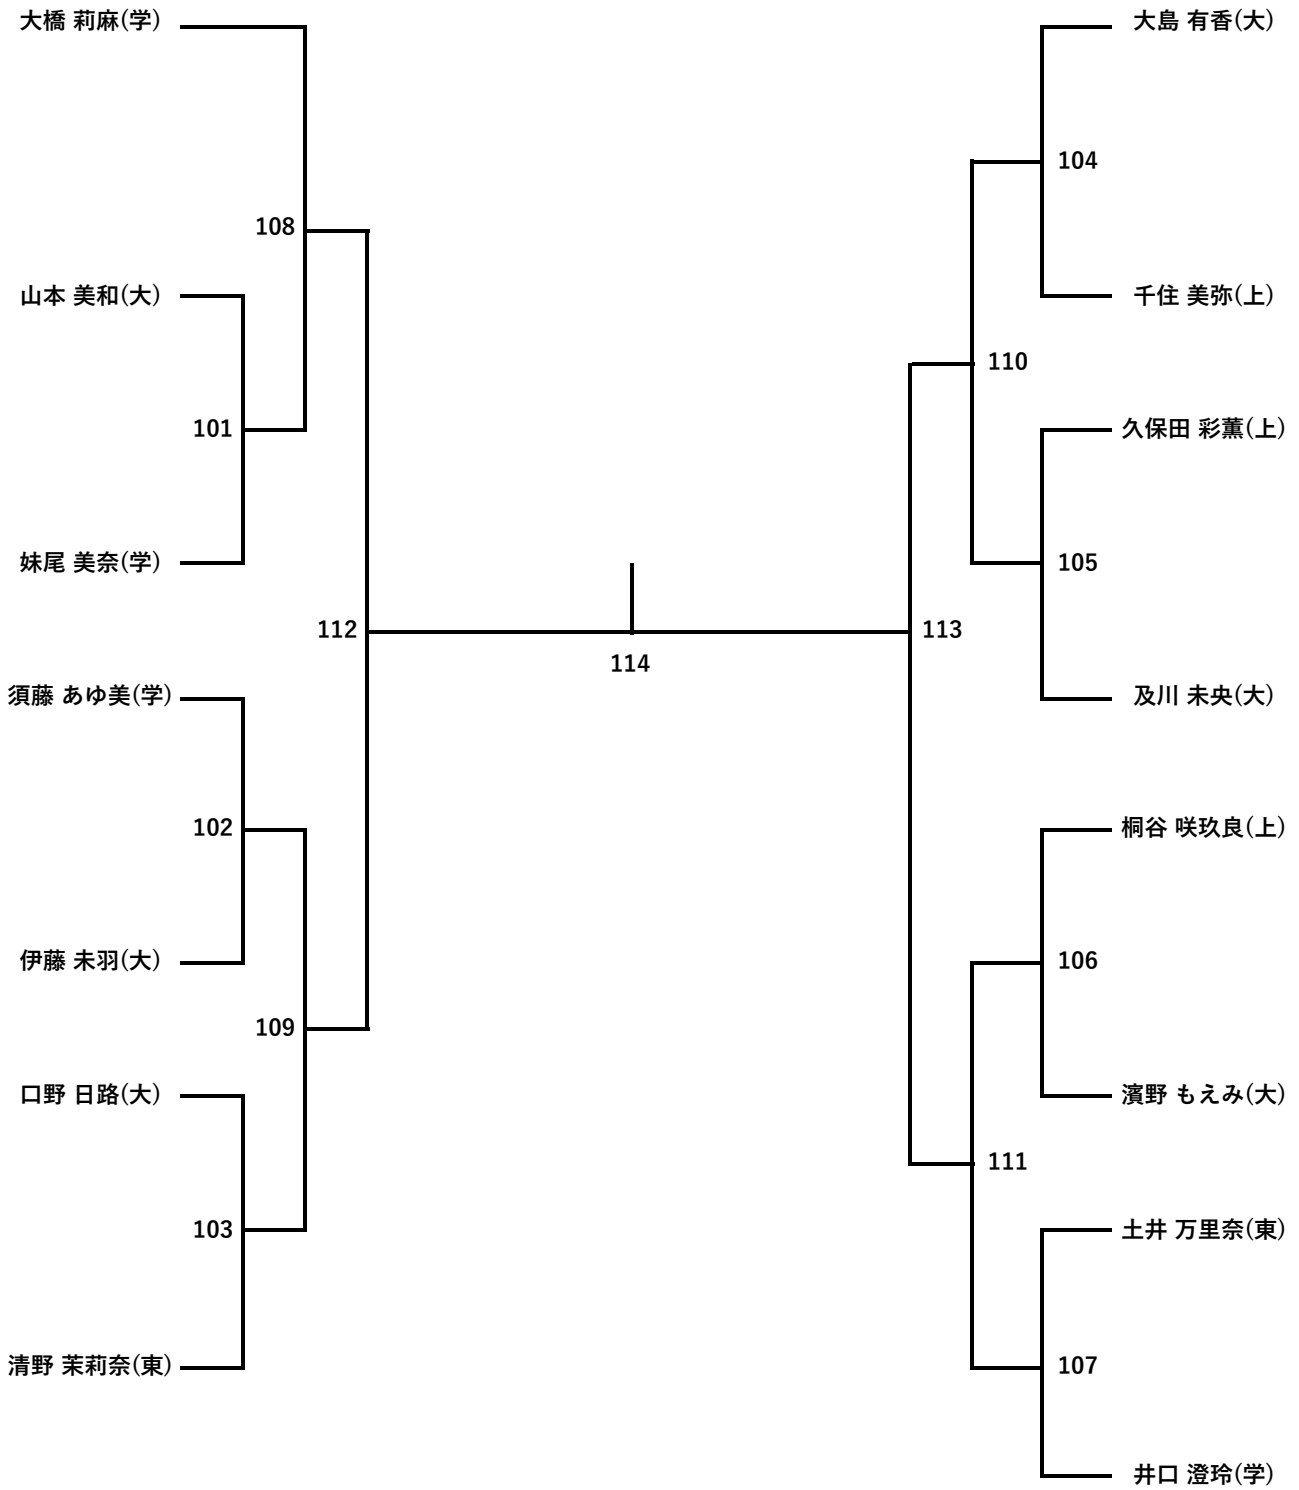 大橋 莉麻(学)
大島 有香(大)
104
108
山本 美和(大)
千住 美弥(上)
110
101
久保田 彩薫(上)
妹尾 美奈(学)
105
112
113
114
須藤 あゆ美(学)
及川 未央(大)
102
桐谷 咲玖良(上)
伊藤 未羽(大)
106
109
口野 日路(大)
濱野 もえみ(大)
111
103
土井 万里奈(東)
清野 茉莉奈(東)
107
井口 澄玲(学)